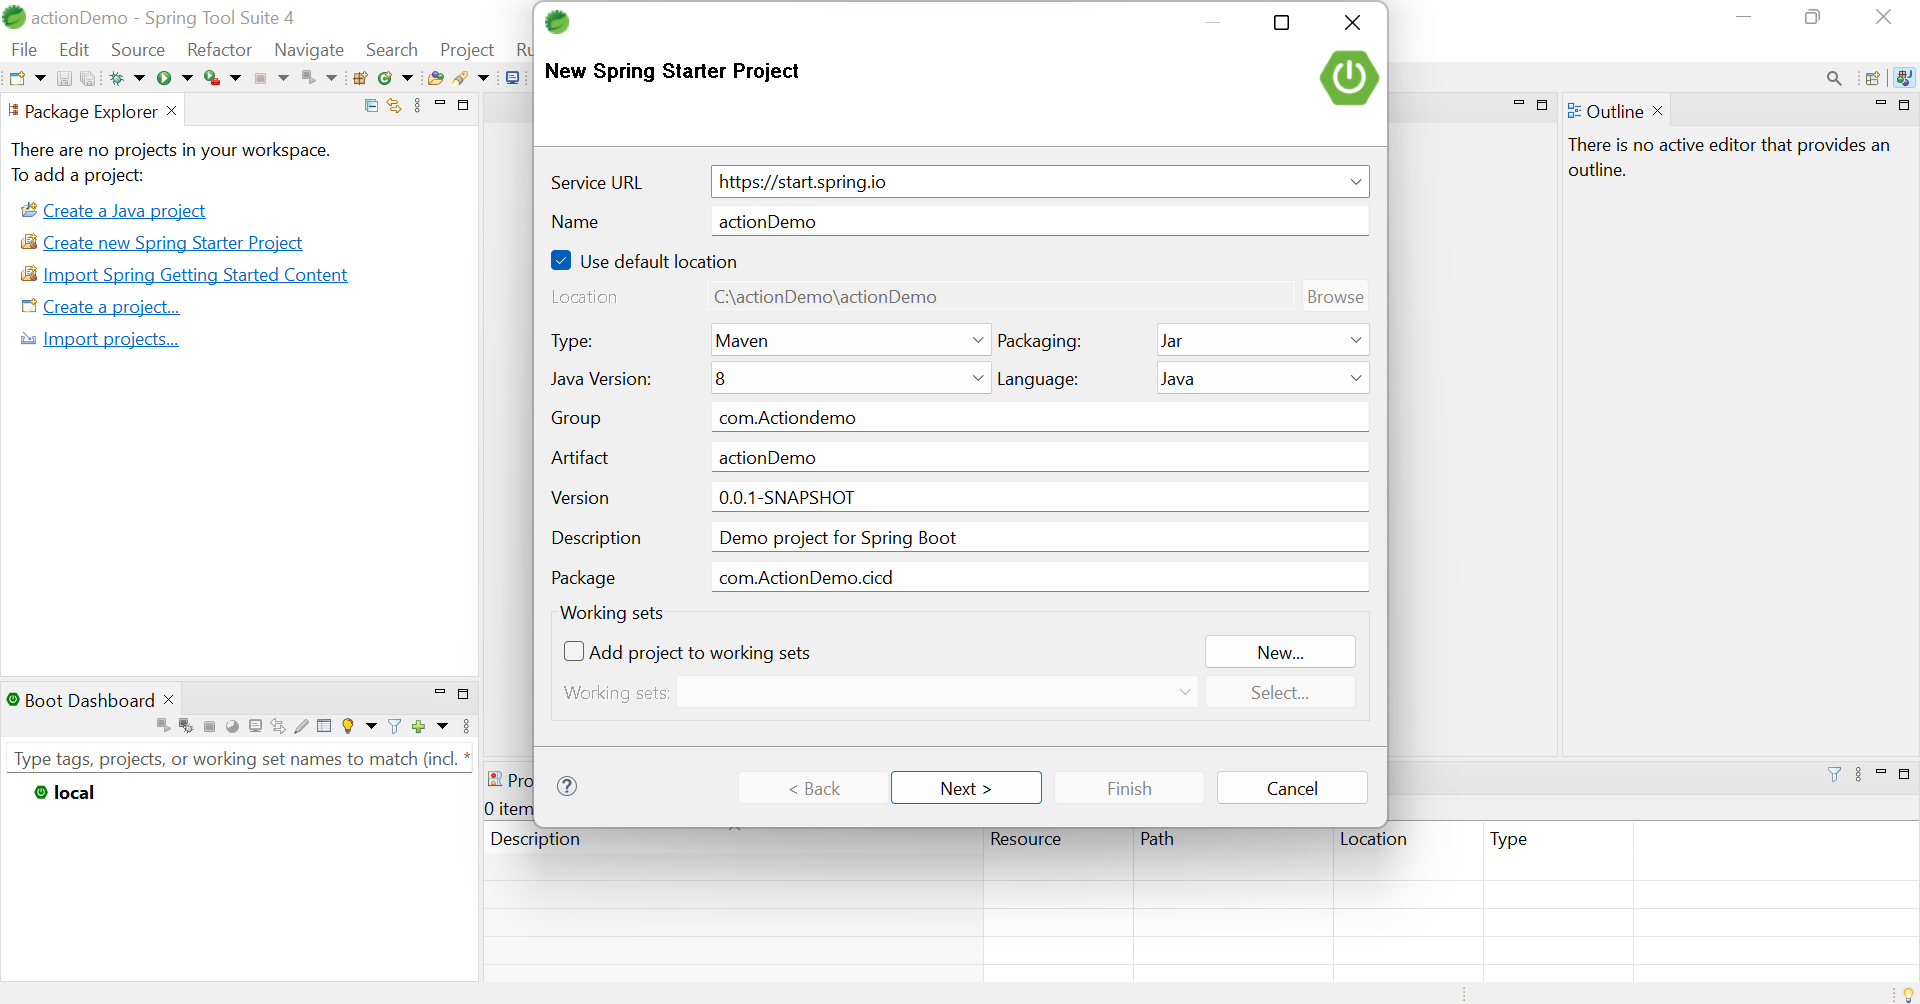 actionDemo - Spring Tool Suite 4
File Edit Source Refactor Navigate Search Project
Package Explorer
There are no projects in your workspace.
To add a project:
Create a Java project
Create new Spring Starter Project
Import Spring Getting Started Content
Create a project...
Import projects...
Boot Dashboard
Type tags, projects, or working set names to match (incl. *
local
New Spring Starter Project
Service URL https://start.spring.io
Name actionDemo
Use default location
Location C:\actionDemo\actionDemo Browse
Type: Maven Packaging: Jar
Java Version: 8 Language: Java
Group com.Actiondemo
Artifact actionDemo
Version 0.0.1-SNAPSHOT
Description Demo project for Spring Boot
Package com.ActionDemo.cicd
Working sets
Add project to working sets New...
Working sets: Select...
? < Back Next > Finish Cancel
Outline
There is no active editor that provides an
outline.
Pro
0 item
Description Resource Path Location Type